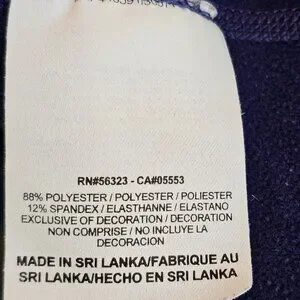 RN#56323 - CA#05553
88% POLYESTER / POLYESTER / POLIESTER
12% SPANDEX / ELASTHANNE / ELASTANO
EXCLUSIVE OF DECORATION / DECORATION
NON COMPRISE / NO INCLUYE LA
DECORACION
MADE IN SRI LANKA/FABRIQUE AU
SRI LANKA/HECHO EN SRI LANKA